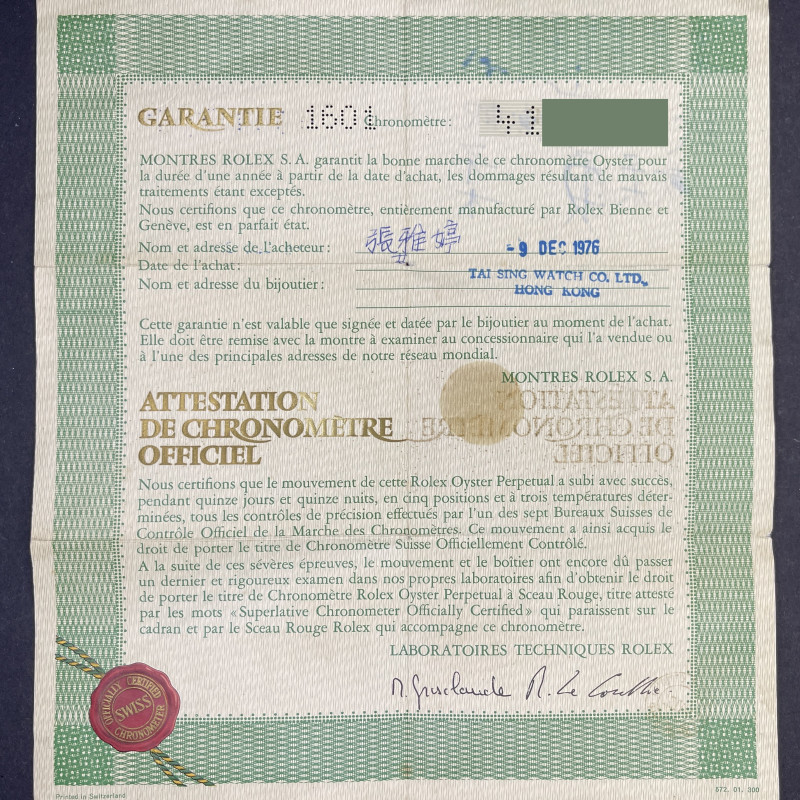 GARANTIE 1601 Chronomètre: 41
MONTRES ROLEX S. A. garantit la bonne marche de ce chronomètre Oyster pour
la durée d'une année à partir de la date d'achat, les dommages résultant de mauvais
traitements étant exceptés.
Nous certifions que ce chronomètre, entièrement manufacturé par Rolex Bienne et
Genève, est en parfait état.
Nom et adresse de l'acheteur: 張雅婷 -9 DEC 1976
Date de l'achat:
TAI SING WATCH CO. LTD.,
Nom et adresse du bijoutier:
HONG KONG
Cette garantie n'est valable que signée et datée par le bijoutier au moment de l'achat.
Elle doit être remise avec la montre à examiner au concessionnaire qui l'a vendue ou
à l'une des principales adresses de notre réseau mondial.
MONTRES ROLEX S. A.
ATTESTATION
DE CHRONOMÈTRE
OFFICIEL
Nous certifions que le mouvement de cette Rolex Oyster Perpetual a subi avec succès,
pendant quinze jours et quinze nuits, en cinq positions et à trois températures déter-
minées, tous les contrôles de précision effectués par l'un des sept Bureaux Suisses de
Contrôle Officiel de la Marche des Chronomètres. Ce mouvement a ainsi acquis le
droit de porter le titre de Chronomètre Suisse Officiellement Contrôlé.
A la suite de ces sévères épreuves, le mouvement et le boîtier ont encore dû passer
un dernier et rigoureux examen dans nos propres laboratoires afin d'obtenir le droit
de porter le titre de Chronomètre Rolex Oyster Perpetual à Sceau Rouge, titre attesté
par les mots «Superlative Chronometer Officially Certified» qui paraissent sur le
cadran et par le Sceau Rouge Rolex qui accompagne ce chronomètre.
LABORATOIRES TECHNIQUES ROLEX
OFFICIALLY CERTIFIED
SWISS
CHRONOMETER
Printed in Switzerland
572. 01. 300